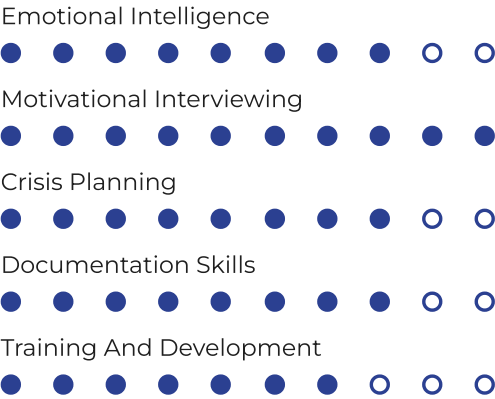 Emotional Intelligence
Motivational Interviewing
Crisis Planning
Documentation Skills
Training And Development